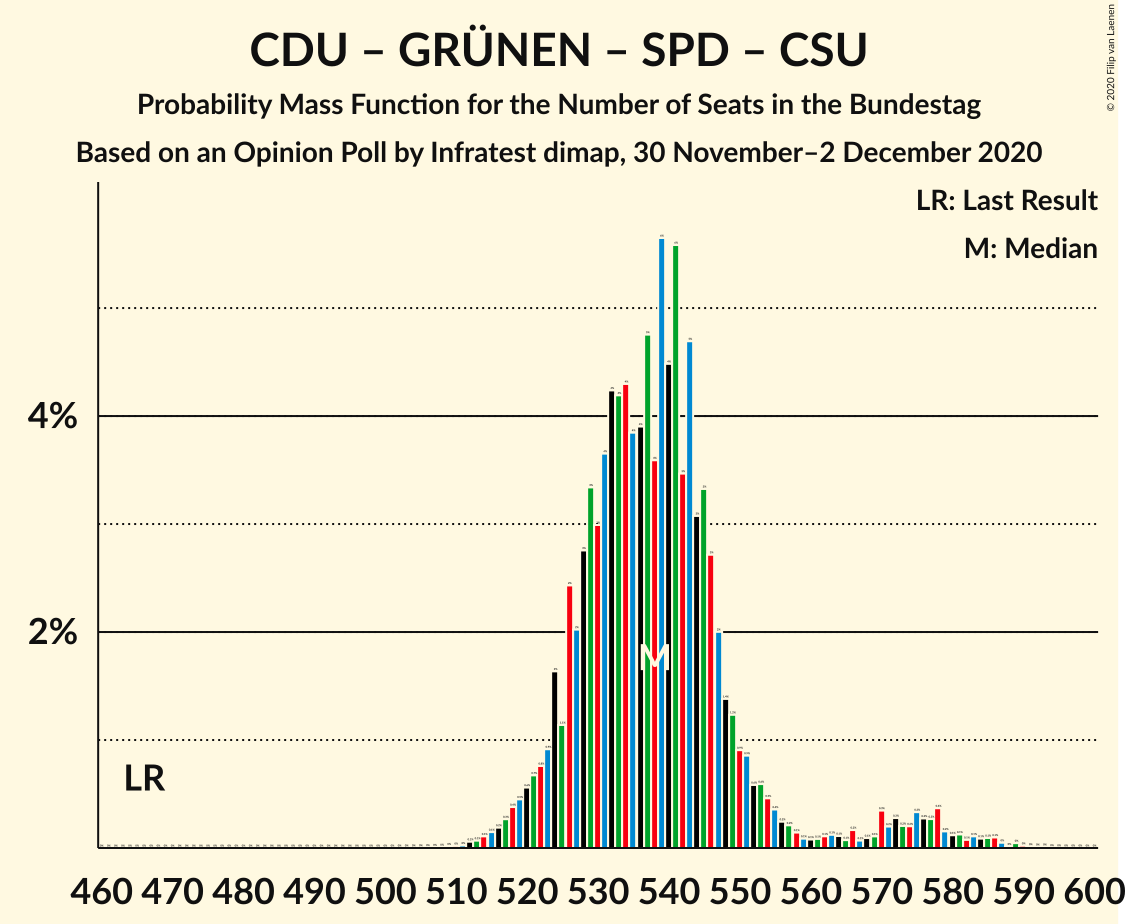 CDU – GRÜNEN – SPD – CSU
Probability Mass Function for the Number of Seats in the Bundestag
Based on an Opinion Poll by Infratest dimap, 30 November–2 December 2020
© 2020 Filip van Laenen
LR: Last Result
M: Median
4%
2%
M
LR
460 470 480 490 500 510 520 530 540 550 560 570 580 590 600